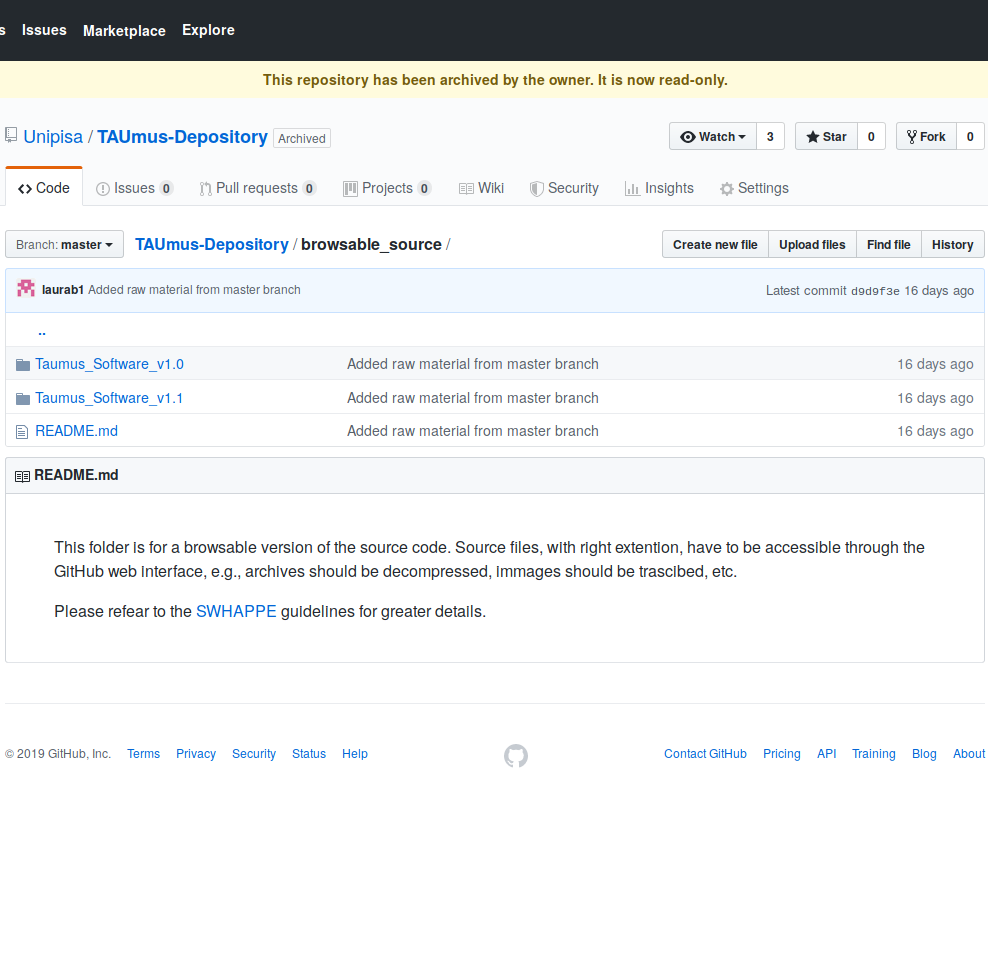 s Issues Marketplace Explore
This repository has been archived by the owner. It is now read-only.
Unipisa / TAUmus-Depository Archived Watch 3 Star 0 Fork 0
Code Issues 0 Pull requests 0 Projects 0 Wiki Security Insights Settings
Branch: master TAUmus-Depository / browsable_source / Create new file Upload files Find file History
laurab1 Added raw material from master branch Latest commit d9d9f3e 16 days ago
..
Taumus_Software_v1.0 Added raw material from master branch 16 days ago
Taumus_Software_v1.1 Added raw material from master branch 16 days ago
README.md Added raw material from master branch 16 days ago
README.md
This folder is for a browsable version of the source code. Source files, with right extention, have to be accessible through the
GitHub web interface, e.g., archives should be decompressed, immages should be trascibed, etc.
Please refear to the SWHAPPE guidelines for greater details.
© 2019 GitHub, Inc. Terms Privacy Security Status Help Contact GitHub Pricing API Training Blog About